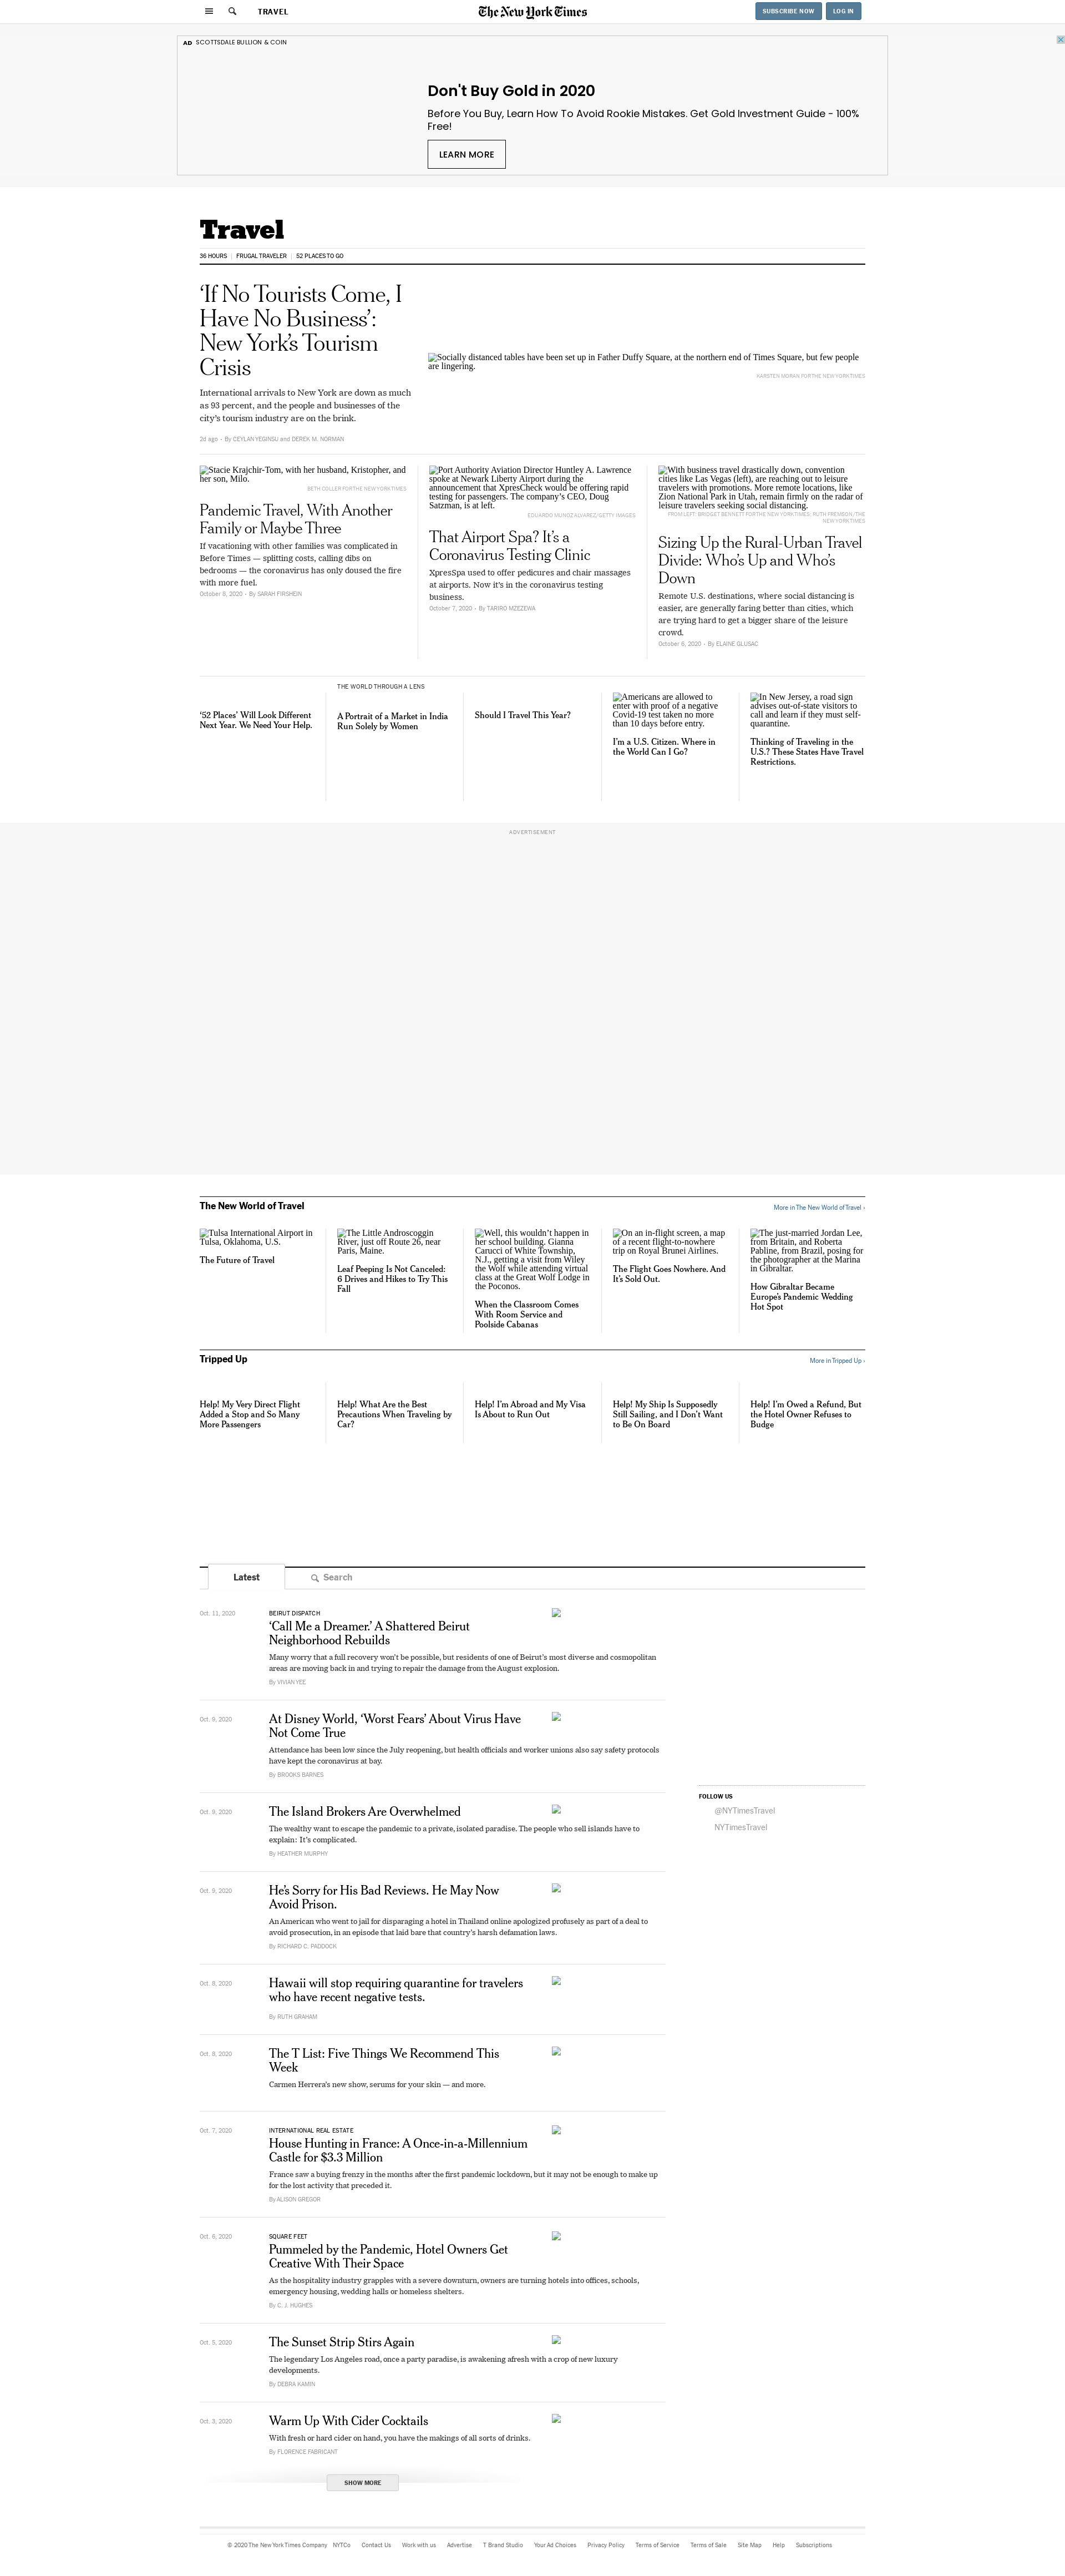 TRAVEL
The New York Times
SUBSCRIBE NOW
LOG IN
AD SCOTTSDALE BULLION & COIN
Don't Buy Gold in 2020
Before You Buy, Learn How To Avoid Rookie Mistakes. Get Gold Investment Guide - 100%
Free!
LEARN MORE
Travel
36 HOURS
FRUGAL TRAVELER
52 PLACES TO GO
‘If No Tourists Come, I
Have No Business’:
New York’s Tourism
Crisis
International arrivals to New York are down as much
as 93 percent, and the people and businesses of the
city’s tourism industry are on the brink.
2d ago • By CEYLAN YEGINSU and DEREK M. NORMAN
Socially distanced tables have been set up in Father Duffy Square, at the northern end of Times Square, but few people
are lingering.
KARSTEN MORAN FOR THE NEW YORK TIMES
Stacie Krajchir-Tom, with her husband, Kristopher, and
her son, Milo.
BETH COLLER FOR THE NEW YORK TIMES
Pandemic Travel, With Another
Family or Maybe Three
If vacationing with other families was complicated in
Before Times — splitting costs, calling dibs on
bedrooms — the coronavirus has only doused the fire
with more fuel.
October 8, 2020 • By SARAH FIRSHEIN
Port Authority Aviation Director Huntley A. Lawrence
spoke at Newark Liberty Airport during the
announcement that XpresCheck would be offering rapid
testing for passengers. The company’s CEO, Doug
Satzman, is at left.
EDUARDO MUNOZ ALVAREZ/GETTY IMAGES
That Airport Spa? It’s a
Coronavirus Testing Clinic
XpresSpa used to offer pedicures and chair massages
at airports. Now it’s in the coronavirus testing
business.
October 7, 2020 • By TARIRO MZEZEWA
With business travel drastically down, convention
cities like Las Vegas (left), are reaching out to leisure
travelers with promotions. More remote locations, like
Zion National Park in Utah, remain firmly on the radar of
leisure travelers seeking social distancing.
FROM LEFT: BRIDGET BENNETT FOR THE NEW YORK TIMES; RUTH FREMSON/THE
NEW YORK TIMES
Sizing Up the Rural-Urban Travel
Divide: Who’s Up and Who’s
Down
Remote U.S. destinations, where social distancing is
easier, are generally faring better than cities, which
are trying hard to get a bigger share of the leisure
crowd.
October 6, 2020 • By ELAINE GLUSAC
‘52 Places’ Will Look Different
Next Year. We Need Your Help.
THE WORLD THROUGH A LENS
A Portrait of a Market in India
Run Solely by Women
Should I Travel This Year?
Americans are allowed to
enter with proof of a negative
Covid-19 test taken no more
than 10 days before entry.
I’m a U.S. Citizen. Where in
the World Can I Go?
In New Jersey, a road sign
advises out-of-state visitors to
call and learn if they must self-
quarantine.
Thinking of Traveling in the
U.S.? These States Have Travel
Restrictions.
ADVERTISEMENT
The New World of Travel
More in The New World of Travel ›
Tulsa International Airport in
Tulsa, Oklahoma, U.S.
The Future of Travel
The Little Androscoggin
River, just off Route 26, near
Paris, Maine.
Leaf Peeping Is Not Canceled:
6 Drives and Hikes to Try This
Fall
Well, this wouldn’t happen in
her school building. Gianna
Carucci of White Township,
N.J., getting a visit from Wiley
the Wolf while attending virtual
class at the Great Wolf Lodge in
the Poconos.
When the Classroom Comes
With Room Service and
Poolside Cabanas
On an in-flight screen, a map
of a recent flight-to-nowhere
trip on Royal Brunei Airlines.
The Flight Goes Nowhere. And
It’s Sold Out.
The just-married Jordan Lee,
from Britain, and Roberta
Pabline, from Brazil, posing for
the photographer at the Marina
in Gibraltar.
How Gibraltar Became
Europe’s Pandemic Wedding
Hot Spot
Tripped Up
More in Tripped Up ›
Help! My Very Direct Flight
Added a Stop and So Many
More Passengers
Help! What Are the Best
Precautions When Traveling by
Car?
Help! I’m Abroad and My Visa
Is About to Run Out
Help! My Ship Is Supposedly
Still Sailing, and I Don’t Want
to Be On Board
Help! I’m Owed a Refund, But
the Hotel Owner Refuses to
Budge
Latest
Search
Oct. 11, 2020
BEIRUT DISPATCH
‘Call Me a Dreamer.’ A Shattered Beirut
Neighborhood Rebuilds
Many worry that a full recovery won’t be possible, but residents of one of Beirut’s most diverse and cosmopolitan
areas are moving back in and trying to repair the damage from the August explosion.
By VIVIAN YEE
Oct. 9, 2020
At Disney World, ‘Worst Fears’ About Virus Have
Not Come True
Attendance has been low since the July reopening, but health officials and worker unions also say safety protocols
have kept the coronavirus at bay.
By BROOKS BARNES
FOLLOW US
@NYTimesTravel
NYTimesTravel
Oct. 9, 2020
The Island Brokers Are Overwhelmed
The wealthy want to escape the pandemic to a private, isolated paradise. The people who sell islands have to
explain: It’s complicated.
By HEATHER MURPHY
Oct. 9, 2020
He’s Sorry for His Bad Reviews. He May Now
Avoid Prison.
An American who went to jail for disparaging a hotel in Thailand online apologized profusely as part of a deal to
avoid prosecution, in an episode that laid bare that country’s harsh defamation laws.
By RICHARD C. PADDOCK
Oct. 8, 2020
Hawaii will stop requiring quarantine for travelers
who have recent negative tests.
By RUTH GRAHAM
Oct. 8, 2020
The T List: Five Things We Recommend This
Week
Carmen Herrera’s new show, serums for your skin — and more.
Oct. 7, 2020
INTERNATIONAL REAL ESTATE
House Hunting in France: A Once-in-a-Millennium
Castle for $3.3 Million
France saw a buying frenzy in the months after the first pandemic lockdown, but it may not be enough to make up
for the lost activity that preceded it.
By ALISON GREGOR
Oct. 6, 2020
SQUARE FEET
Pummeled by the Pandemic, Hotel Owners Get
Creative With Their Space
As the hospitality industry grapples with a severe downturn, owners are turning hotels into offices, schools,
emergency housing, wedding halls or homeless shelters.
By C. J. HUGHES
Oct. 5, 2020
The Sunset Strip Stirs Again
The legendary Los Angeles road, once a party paradise, is awakening afresh with a crop of new luxury
developments.
By DEBRA KAMIN
Oct. 3, 2020
Warm Up With Cider Cocktails
With fresh or hard cider on hand, you have the makings of all sorts of drinks.
By FLORENCE FABRICANT
SHOW MORE
© 2020 The New York Times Company
NYTCo
Contact Us
Work with us
Advertise
T Brand Studio
Your Ad Choices
Privacy Policy
Terms of Service
Terms of Sale
Site Map
Help
Subscriptions